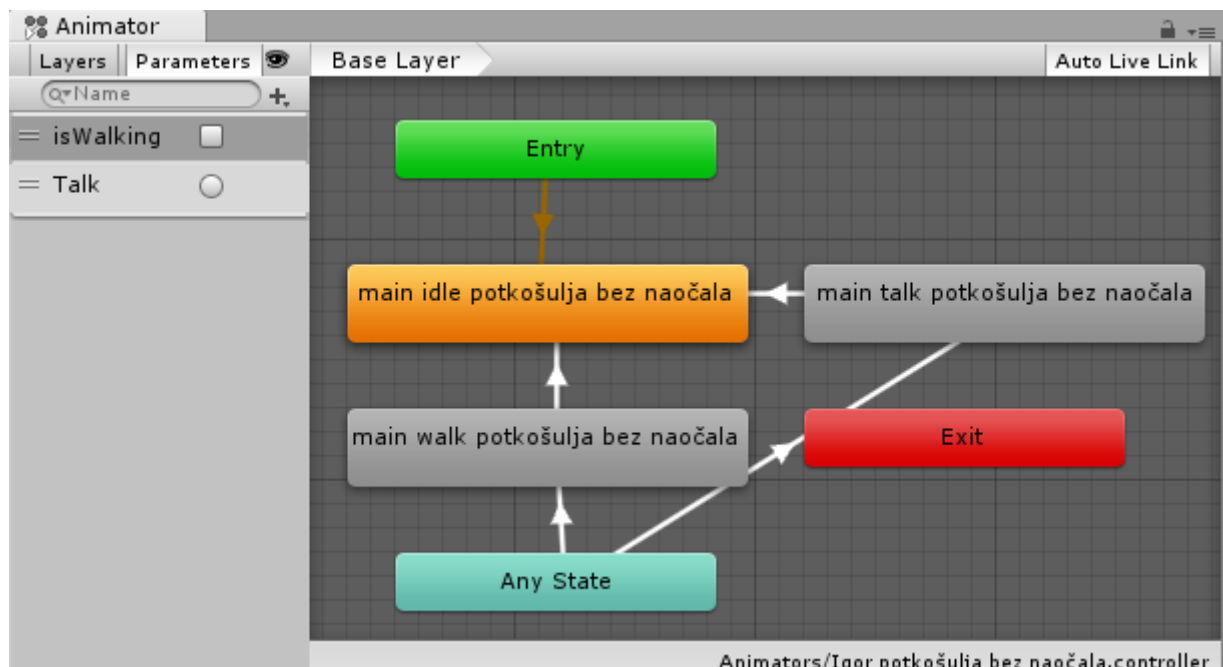 Animator
Layers Parameters
Base Layer
Auto Live Link
Name
isWalking
Talk
Entry
main idle potkošulja bez naočala
main talk potkošulja bez naočala
main walk potkošulja bez naočala
Exit
Any State
Animators/Igor potkošulja bez naočala.controller